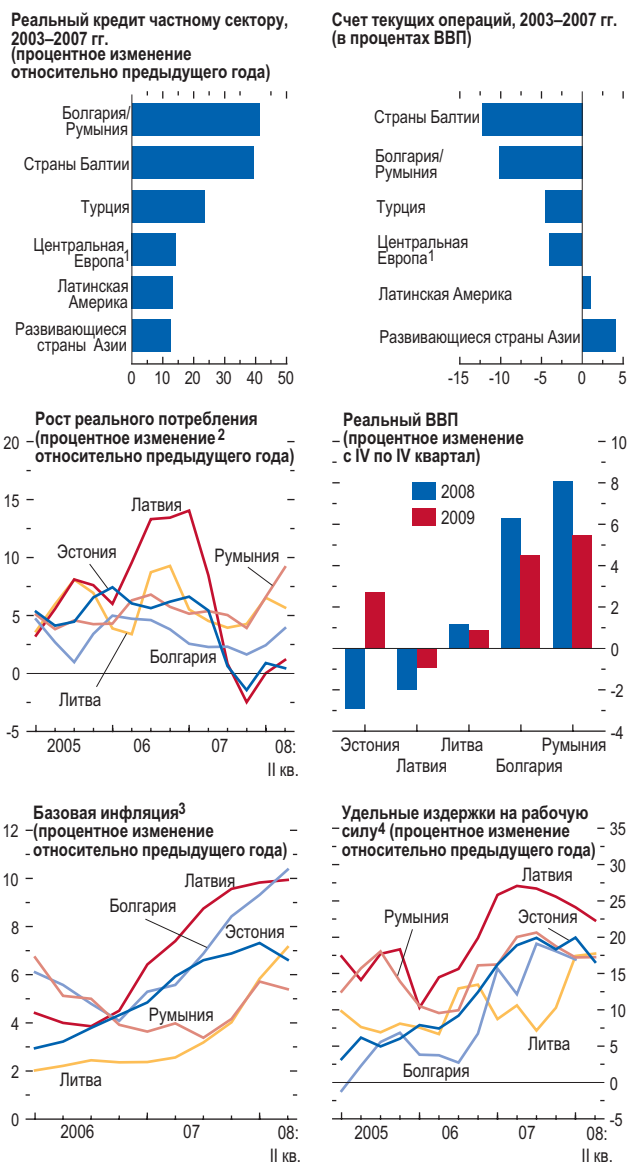 Реальный кредит частному сектору,
2003–2007 гг.
(процентное изменение
относительно предыдущего года)
Болгария/
Румыния
Страны Балтии
Турция
Центральная
Европа1
Латинская
Америка
Развивающиеся
страны Азии
0 10 20 30 40 50
Счет текущих операций, 2003–2007 гг.
(в процентах ВВП)
Страны Балтии
Болгария/
Румыния
Турция
Центральная
Европа1
Латинская Америка
Развивающиеся страны Азии
-15 -10 -5 0 5
Рост реального потребления
(процентное изменение2
относительно предыдущего года)
20
15
10
5
0
-5
Латвия
Эстония
Румыния
Болгария
Литва
2005 06 07 08:
II кв.
Реальный ВВП
(процентное изменение
с IV по IV квартал)
2008
2009
10
8
6
4
2
0
-2
-4
Эстония Литва Румыния
Латвия Болгария
Базовая инфляция3
(процентное изменение
относительно предыдущего года)
12
10
8
6
4
2
0
Латвия
Болгария
Эстония
Румыния
Литва
2006 07 08:
II кв.
Удельные издержки на рабочую
силу4 (процентное изменение
относительно предыдущего года)
35
30
25
20
15
10
5
0
-5
Латвия
Румыния
Эстония
Литва
Болгария
2005 06 07 08:
II кв.